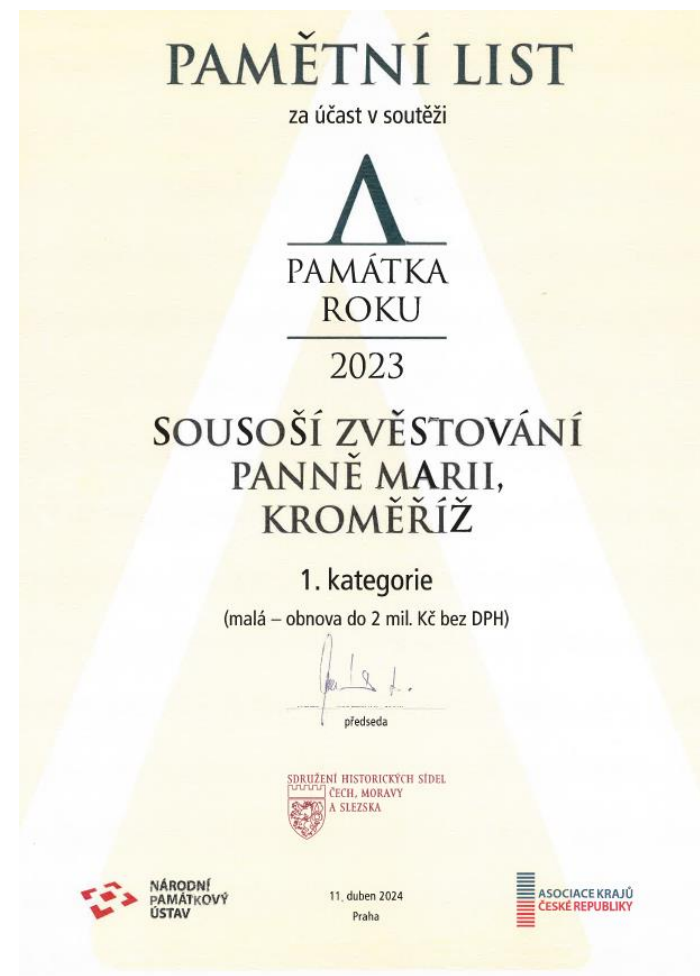 PAMĚTNÍ LIST
za účast v soutěži
PAMÁTKA
ROKU
2023
SOUSOŠÍ ZVĚSTOVÁNÍ
PANNĚ MARII,
KROMĚŘÍŽ
1. kategorie
(malá – obnova do 2 mil. Kč bez DPH)
předseda
SDRUŽENÍ HISTORICKÝCH SÍDEL
ČECH, MORAVY
A SLEZSKA
NÁRODNÍ
PAMÁTKOVÝ
ÚSTAV
11. duben 2024
Praha
ASOCIACE KRAJŮ
ČESKÉ REPUBLIKY